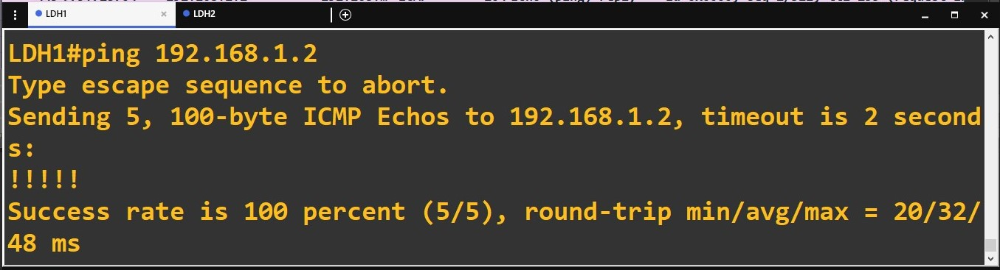 LDH1
LDH2
LDH1#ping 192.168.1.2
Type escape sequence to abort.
Sending 5, 100-byte ICMP Echos to 192.168.1.2, timeout is 2 second
s:
!!!!!
Success rate is 100 percent (5/5), round-trip min/avg/max = 20/32/
48 ms